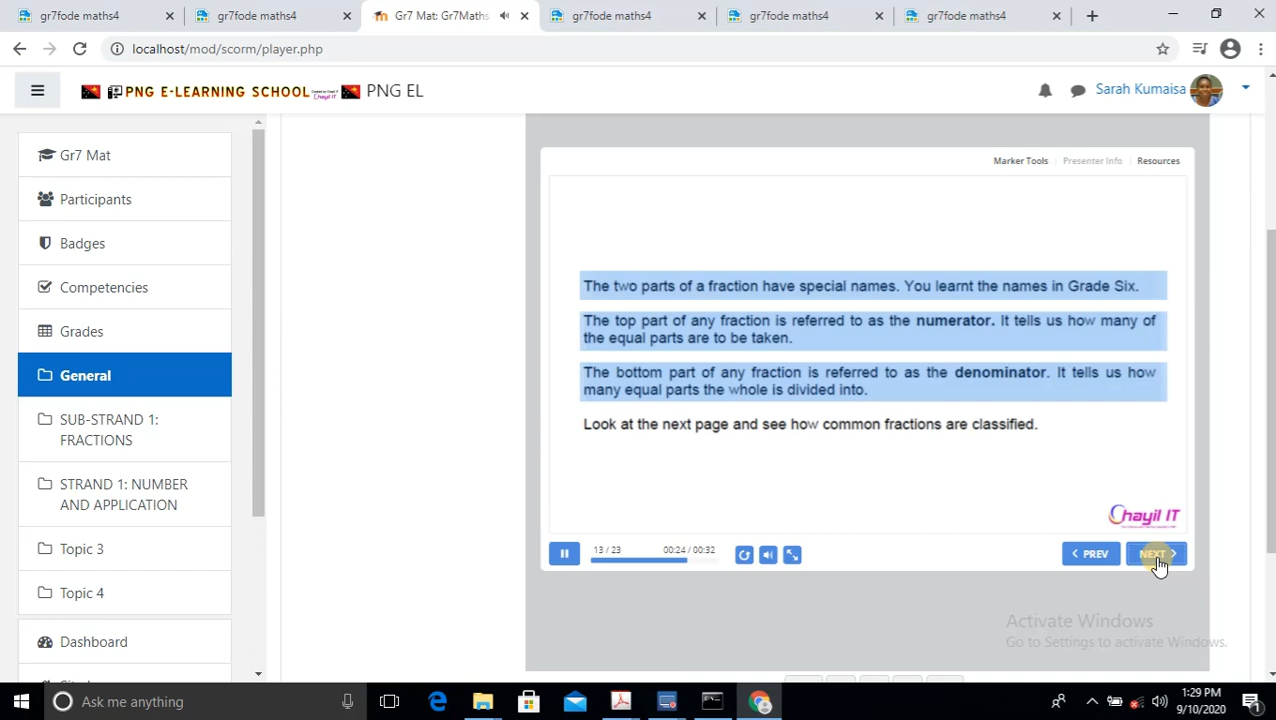 gr7fode maths4
gr7fode maths4
Gr7 Mat: Gr7Maths
gr7fode maths4
gr7fode maths4
gr7fode maths4
localhost/mod/scorm/player.php
PNG E-LEARNING SCHOOL
Chayil IT
PNG EL
Sarah Kumaisa
Gr7 Mat
Participants
Badges
Competencies
Grades
General
SUB-STRAND 1:
FRACTIONS
STRAND 1: NUMBER
AND APPLICATION
Topic 3
Topic 4
Dashboard
Marker Tools
Presenter Info
Resources
The two parts of a fraction have special names. You learnt the names in Grade Six.
The top part of any fraction is referred to as the numerator. It tells us how many of
the equal parts are to be taken.
The bottom part of any fraction is referred to as the denominator. It tells us how
many equal parts the whole is divided into.
Look at the next page and see how common fractions are classified.
Chayil IT
13 / 23
00:24 / 00:32
PREV
NEXT
Activate Windows
Go to Settings to activate Windows.
Ask me anything
1:29 PM
9/10/2020
1